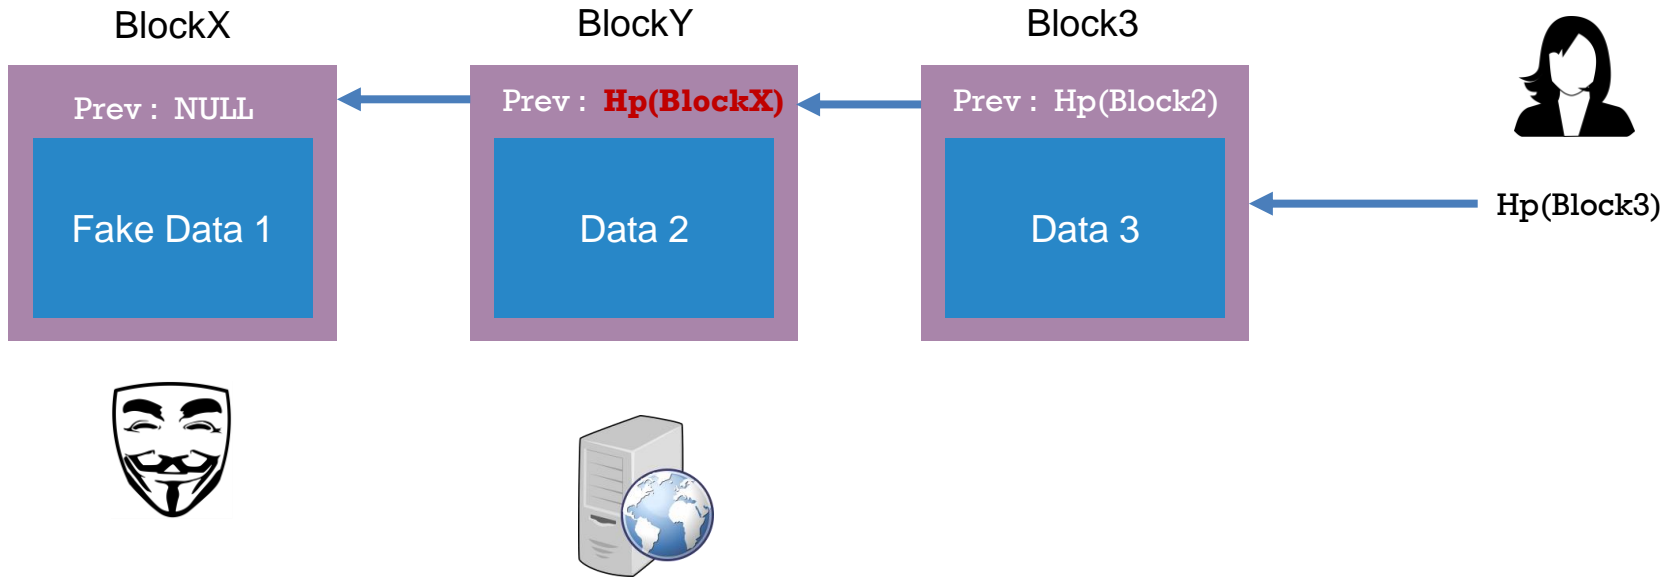 BlockX
BlockY
Block3
Prev : NULL
Prev : Hp(BlockX)
Prev : Hp(Block2)
Fake Data 1
Data 2
Data 3
Hp(Block3)